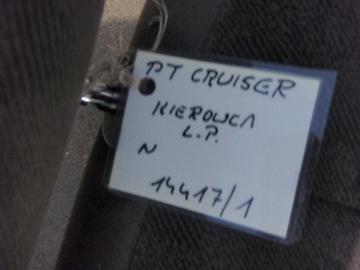 PT CRUISER
KIEROWCA
L.P.
N
14417/1